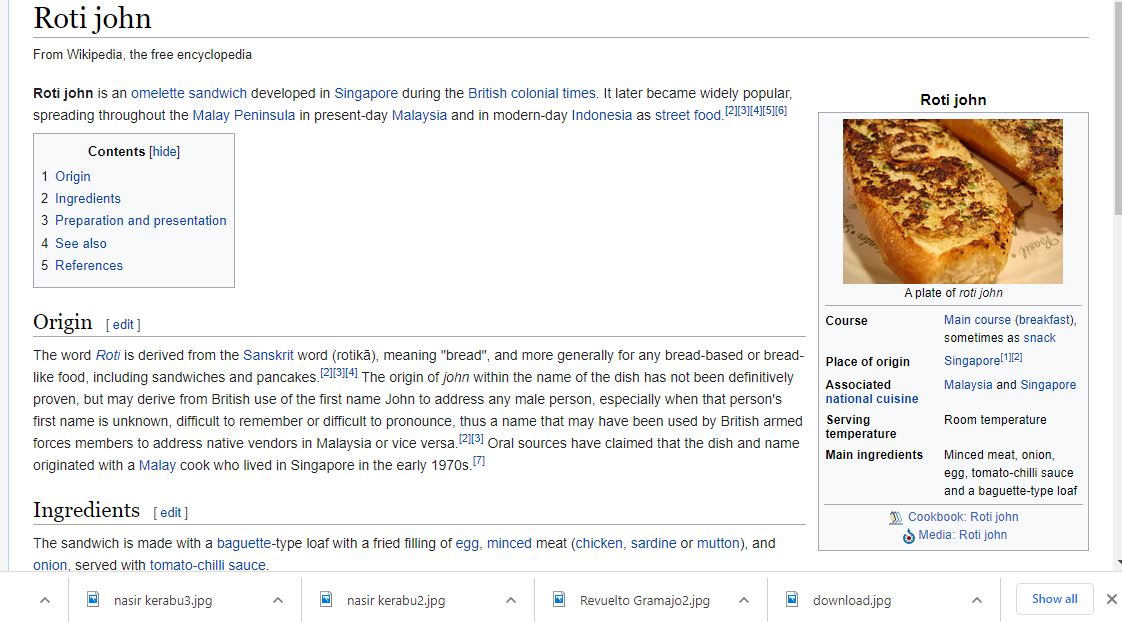 Roti john
From Wikipedia, the free encyclopedia
Roti john is an omelette sandwich developed in Singapore during the British colonial times. It later became widely popular,
spreading throughout the Malay Peninsula in present-day Malaysia and in modern-day Indonesia as street food.[2][3][4][5][6]
Contents [hide]
1 Origin
2 Ingredients
3 Preparation and presentation
4 See also
5 References
Origin [ edit ]
The word Roti is derived from the Sanskrit word (rotikā), meaning "bread", and more generally for any bread-based or bread-
like food, including sandwiches and pancakes.[2][3][4] The origin of john within the name of the dish has not been definitively
proven, but may derive from British use of the first name John to address any male person, especially when that person's
first name is unknown, difficult to remember or difficult to pronounce, thus a name that may have been used by British armed
forces members to address native vendors in Malaysia or vice versa.[2][3] Oral sources have claimed that the dish and name
originated with a Malay cook who lived in Singapore in the early 1970s.[7]
Ingredients [ edit ]
The sandwich is made with a baguette-type loaf with a fried filling of egg, minced meat (chicken, sardine or mutton), and
onion, served with tomato-chilli sauce.
Roti john
A plate of roti john
Course Main course (breakfast),
sometimes as snack
Place of origin Singapore[1][2]
Associated Malaysia and Singapore
national cuisine
Serving Room temperature
temperature
Main ingredients Minced meat, onion,
egg, tomato-chilli sauce
and a baguette-type loaf
Cookbook: Roti john
Media: Roti john
nasir kerabu3.jpg
nasir kerabu2.jpg
Revuelto Gramajo2.jpg
download.jpg
Show all